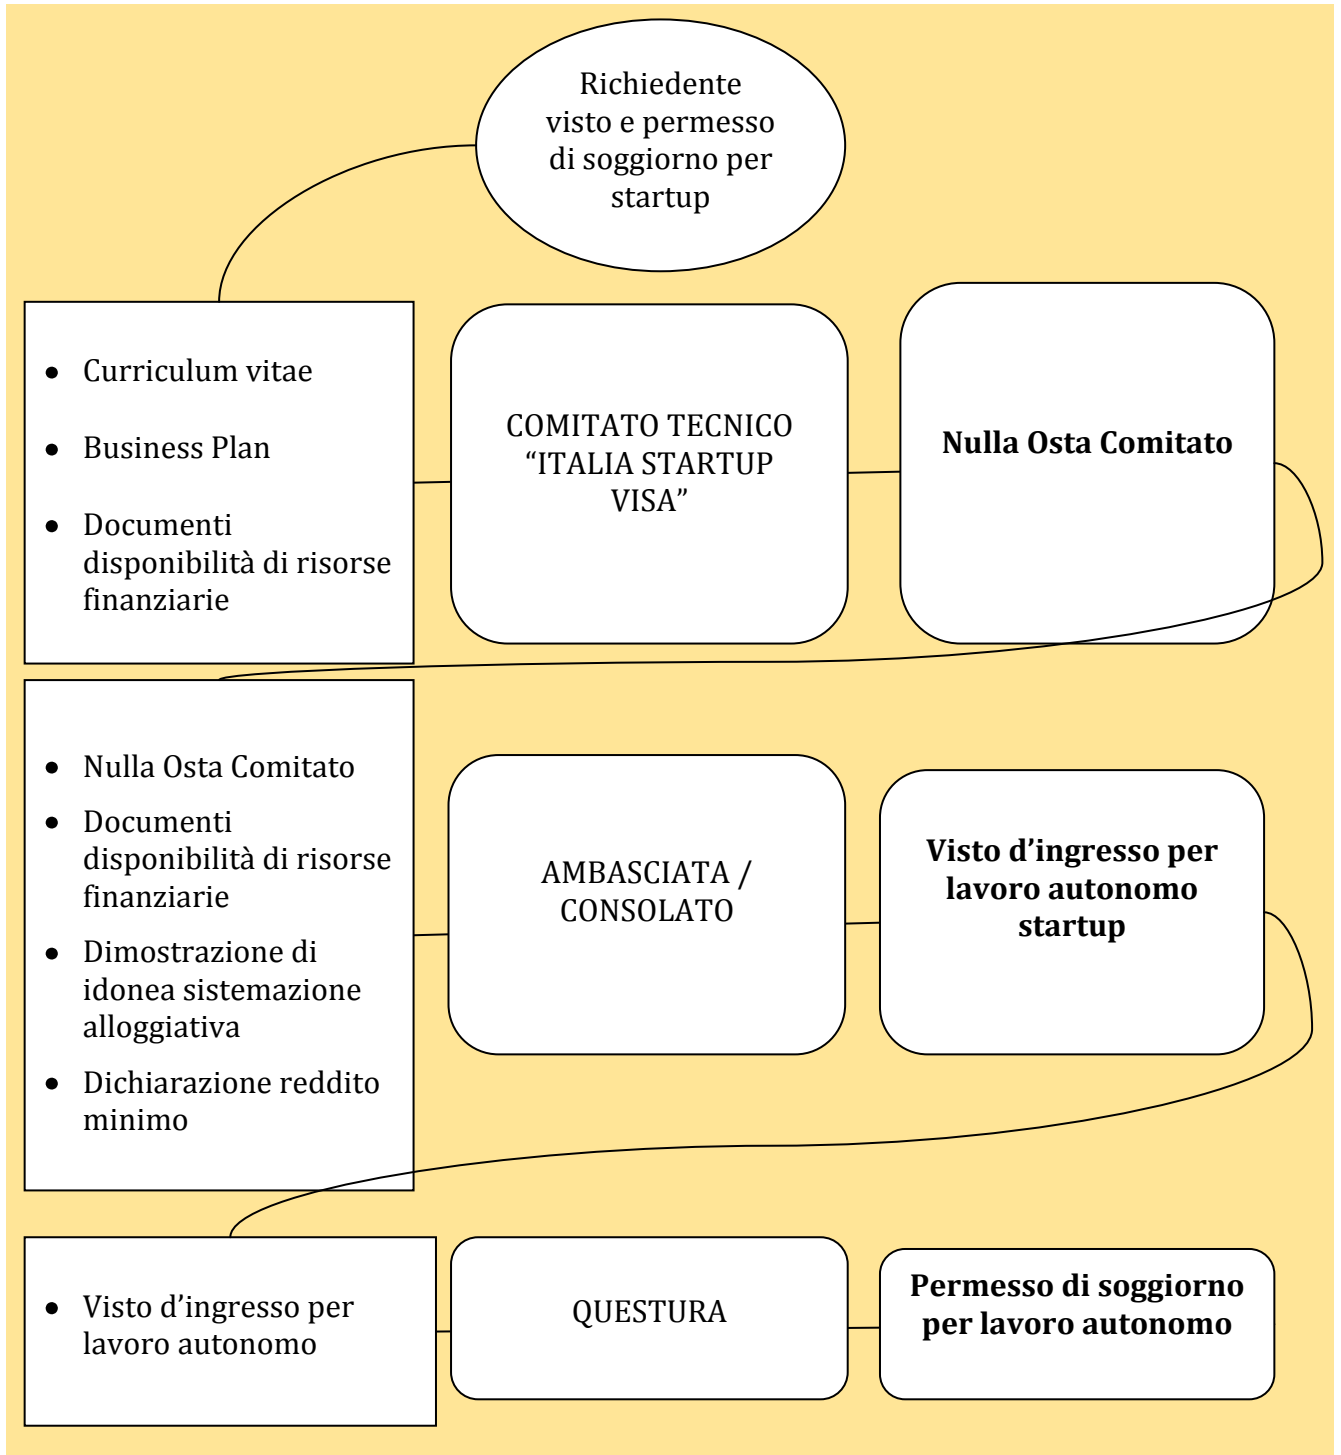 Richiedente
visto e permesso
di soggiorno per
startup
• Curriculum vitae
• Business Plan
• Documenti
disponibilità di risorse
finanziarie
COMITATO TECNICO
“ITALIA STARTUP
VISA”
Nulla Osta Comitato
• Nulla Osta Comitato
• Documenti
disponibilità di risorse
finanziarie
• Dimostrazione di
idonea sistemazione
alloggiativa
• Dichiarazione reddito
minimo
AMBASCIATA /
CONSOLATO
Visto d’ingresso per
lavoro autonomo
startup
• Visto d’ingresso per
lavoro autonomo
QUESTURA
Permesso di soggiorno
per lavoro autonomo